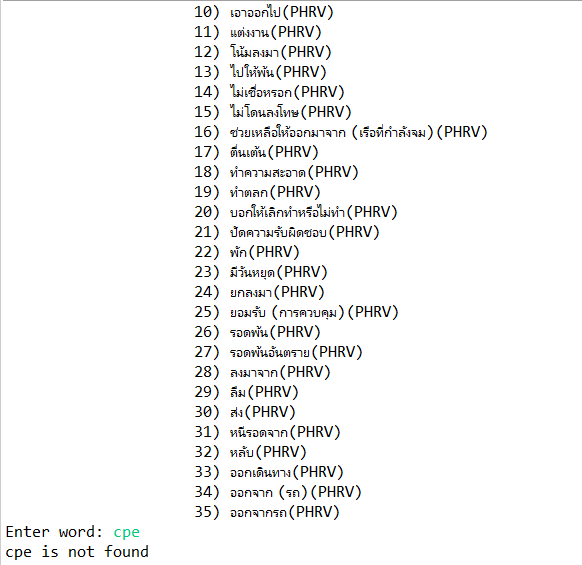 10) เอาออกไป(PHRV)
11) แต่งงาน(PHRV)
12) โน้มลงมา(PHRV)
13) ไปให้พ้น(PHRV)
14) ไม่เชื่อหรอก(PHRV)
15) ไม่โดนลงโทษ(PHRV)
16) ช่วยเหลือให้ออกมาจาก (เรือที่กำลังจม)(PHRV)
17) ตื่นเต้น(PHRV)
18) ทำความสะอาด(PHRV)
19) ทำตลก(PHRV)
20) บอกให้เลิกทำหรือไม่ทำ(PHRV)
21) ปัดความรับผิดชอบ(PHRV)
22) พัก(PHRV)
23) มีวันหยุด(PHRV)
24) ยกลงมา(PHRV)
25) ยอมรับ (การควบคุม)(PHRV)
26) รอดพ้น(PHRV)
27) รอดพ้นอันตราย(PHRV)
28) ลงมาจาก(PHRV)
29) ลืม(PHRV)
30) ส่ง(PHRV)
31) หนีรอดจาก(PHRV)
32) หลับ(PHRV)
33) ออกเดินทาง(PHRV)
34) ออกจาก (รถ)(PHRV)
35) ออกจากรถ(PHRV)
Enter word: cpe
cpe is not found